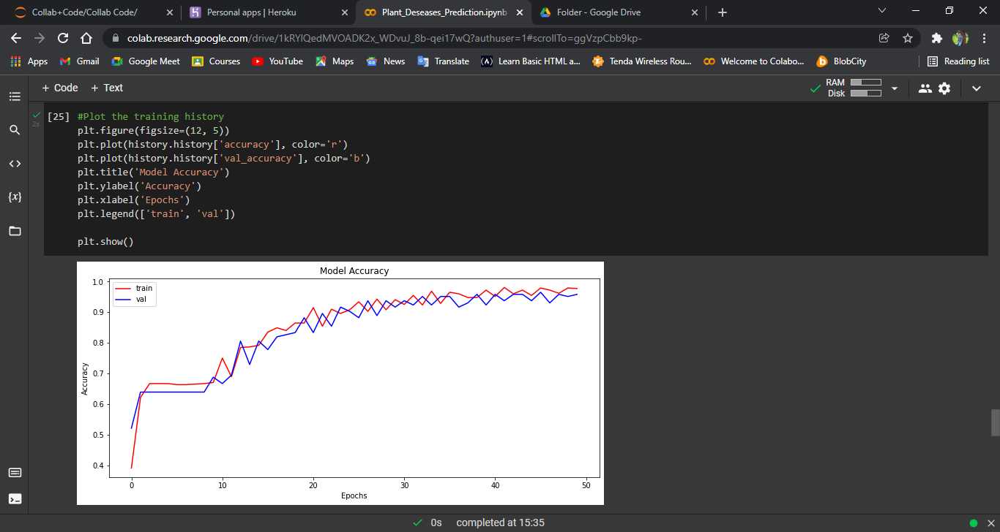 Collab+Code/Collab Code/
Personal apps | Heroku
Plant_Deseases_Prediction.ipynb
Folder - Google Drive
colab.research.google.com/drive/1kRYlQedMVOADK2x_WDvuJ_8b-qei17wQ?authuser=1#scrollTo=ggVzpCbb9kp-
Apps
Gmail
Google Meet
Courses
YouTube
Maps
News
Translate
Learn Basic HTML a...
Tenda Wireless Rou...
Welcome to Colabo...
BlobCity
Reading list
+ Code
+ Text
RAM
Disk
[25]
2s
#Plot the training history
plt.figure(figsize=(12, 5))
plt.plot(history.history['accuracy'], color='r')
plt.plot(history.history['val_accuracy'], color='b')
plt.title('Model Accuracy')
plt.ylabel('Accuracy')
plt.xlabel('Epochs')
plt.legend(['train', 'val'])
plt.show()
{x}
Model Accuracy
train
val
1.0
0.9
0.8
0.7
0.6
0.5
0.4
Accuracy
0 10 20 30 40 50
Epochs
0s completed at 15:35